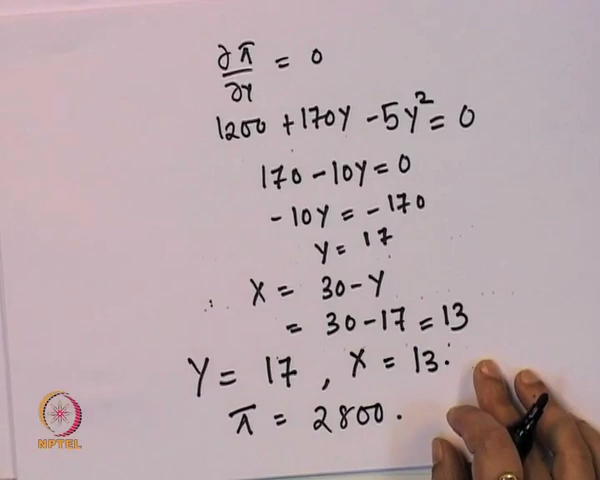 ∂π/∂Y = 0
1200 + 170Y - 5Y² = 0
170 - 10Y = 0
- 10Y = - 170
Y = 17
∴ X = 30 - Y
= 30 - 17 = 13
Y = 17, X = 13.
π = 2800.
NPTEL